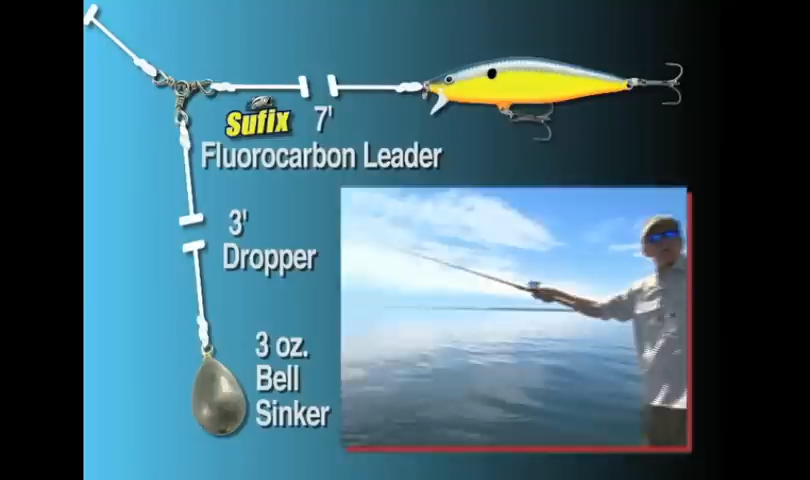 Sufix 7'
Fluorocarbon Leader
3'
Dropper
3 oz.
Bell
Sinker